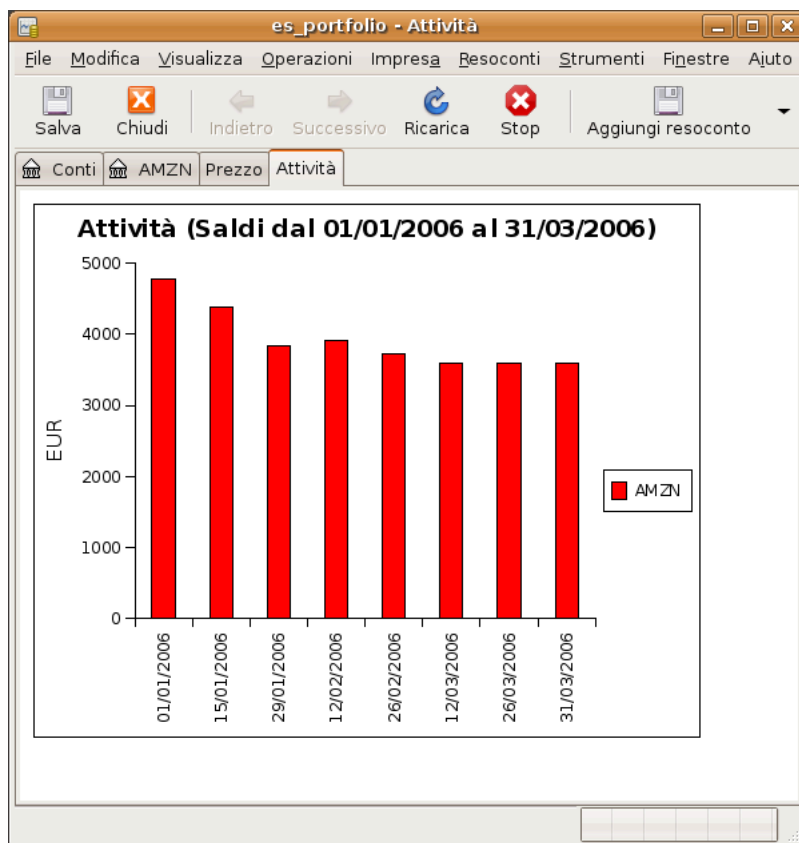 es_portfolio - Attività
File Modifica Visualizza Operazioni Impresa Resoconti Strumenti Finestre Aiuto
Salva Chiudi Indietro Successivo Ricarica Stop Aggiungi resoconto
Conti AMZN Prezzo Attività
Attività (Saldi dal 01/01/2006 al 31/03/2006)
5000
4000
3000
2000
1000
0
EUR
AMZN
01/01/2006
15/01/2006
29/01/2006
12/02/2006
26/02/2006
12/03/2006
26/03/2006
31/03/2006